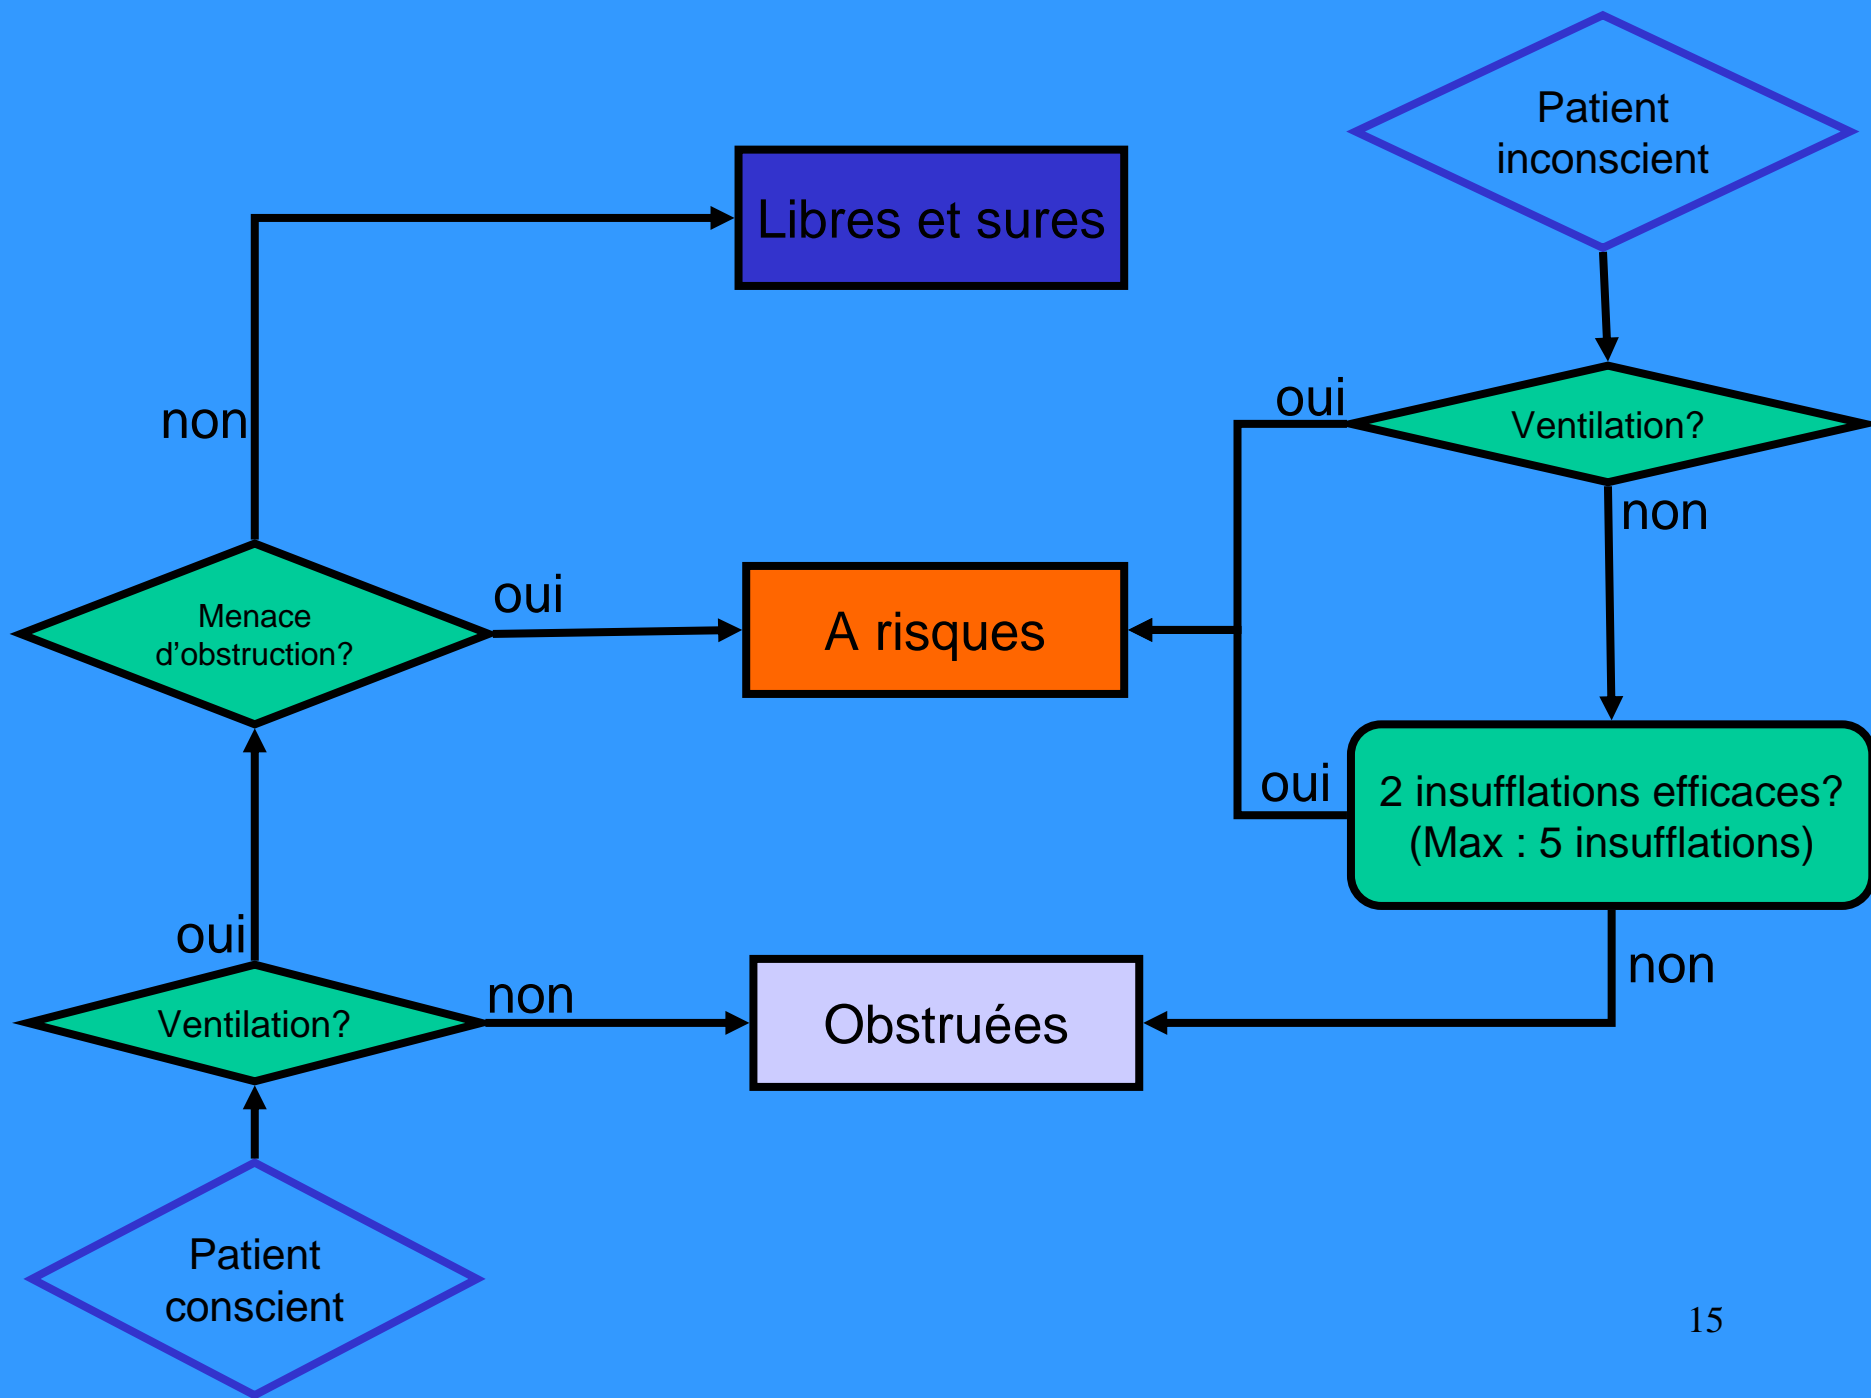 Patient
inconscient
Libres et sures
oui
Ventilation?
non
non
Menace
d’obstruction?
oui
A risques
oui
2 insufflations efficaces?
(Max : 5 insufflations)
oui
Ventilation?
non
Obstruées
non
Patient
conscient
15